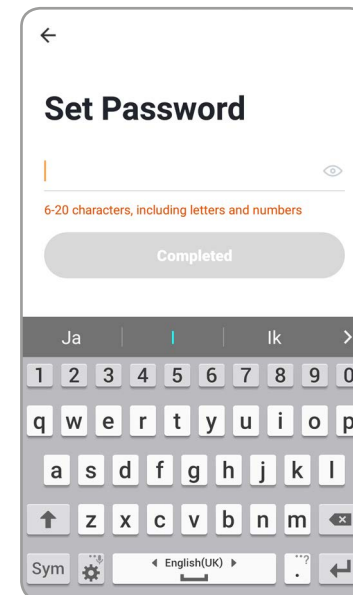 Set Password
6-20 characters, including letters and numbers
Completed
Ja I Ik
1 2 3 4 5 6 7 8 9 0
q w e r t y u i o p
a s d f g h j k l
z x c v b n m
Sym English(UK) . ...?